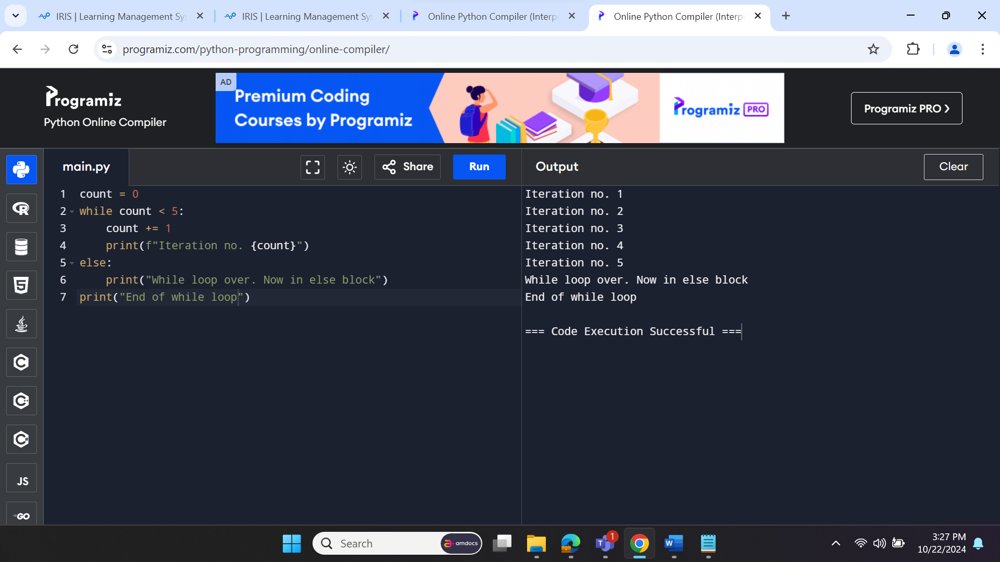 IRIS | Learning Management Sy
IRIS | Learning Management Sys
Online Python Compiler (Interp
Online Python Compiler (Interp
programiz.com/python-programming/online-compiler/
Programiz
Python Online Compiler
AD
Premium Coding
Courses by Programiz
Programiz PRO
Programiz PRO ❯
main.py
Share
Run
Output
Clear
1 count = 0
2 while count < 5:
3     count += 1
4     print(f"Iteration no. {count}")
5 else:
6     print("While loop over. Now in else block")
7 print("End of while loop")
Iteration no. 1
Iteration no. 2
Iteration no. 3
Iteration no. 4
Iteration no. 5
While loop over. Now in else block
End of while loop
=== Code Execution Successful ===
R
5
C
C++
C#
JS
GO
Search
a amdocs
T
1
W
3:27 PM
10/22/2024